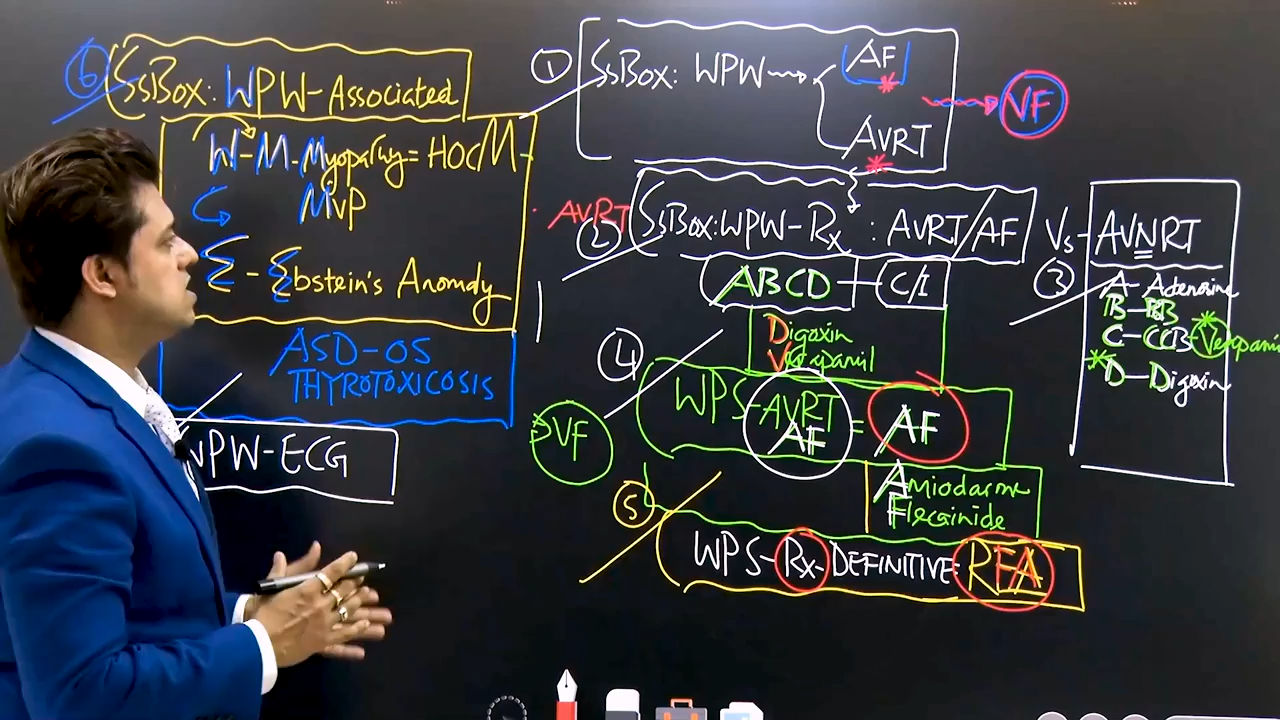 6 SsBox: WPW-Associated
W-M-Myopathy=HOCM-
MVP
E-Ebstein's Anomaly
ASD-OS
THYROTOXICOSIS
WPW-ECG
1 SsBox: WPW → AF
AVRT
→ VF
AVRT
2 SsBox:WPW-Rx : AVRT/AF
ABCD - C/I
Digoxin
Verapamil
4
WPS-AVRT = AF
AF
VF
Amiodarone
Flecainide
5
WPS-Rx-DEFINITIVE: RFA
Vs - AVNRT
3
A- Adenosine
B-BB
C-CCB-Verapamil
D-Digoxin